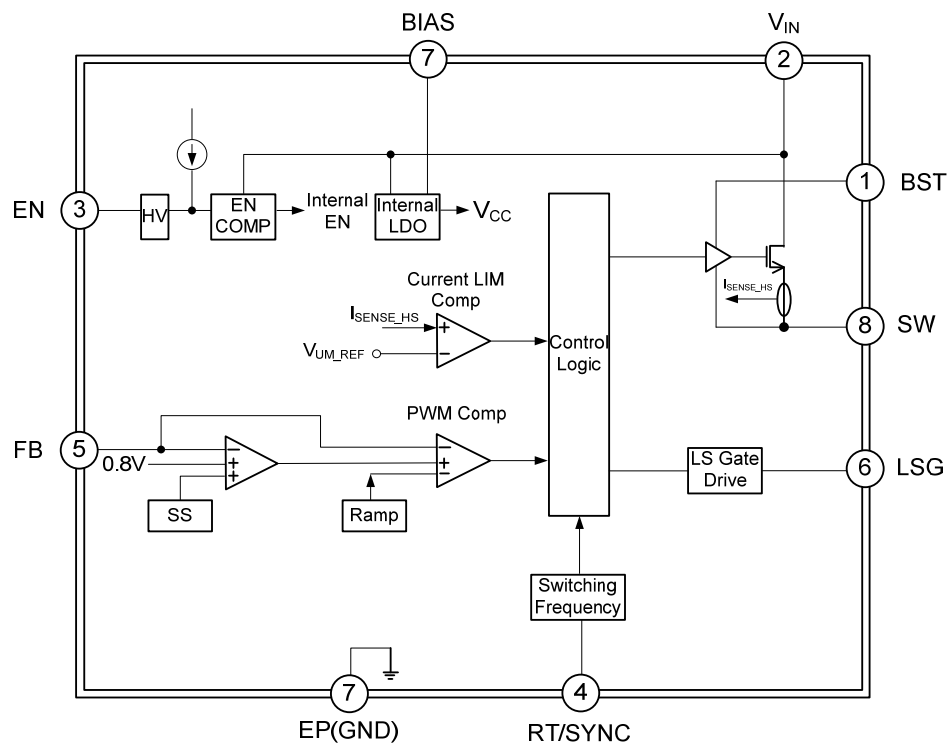 BIAS
7
VIN
2
1
BST
EN
3
HV
EN
COMP
Internal
EN
Internal
LDO
VCC
Current LIM
Comp
ISENSE_HS
+
VUM_REF
−
Control
Logic
ISENSE_HS
8
SW
PWM Comp
FB
5
−
0.8V
+
+
−
+
−
SS
Ramp
LS Gate
Drive
6
LSG
Switching
Frequency
7
EP(GND)
4
RT/SYNC